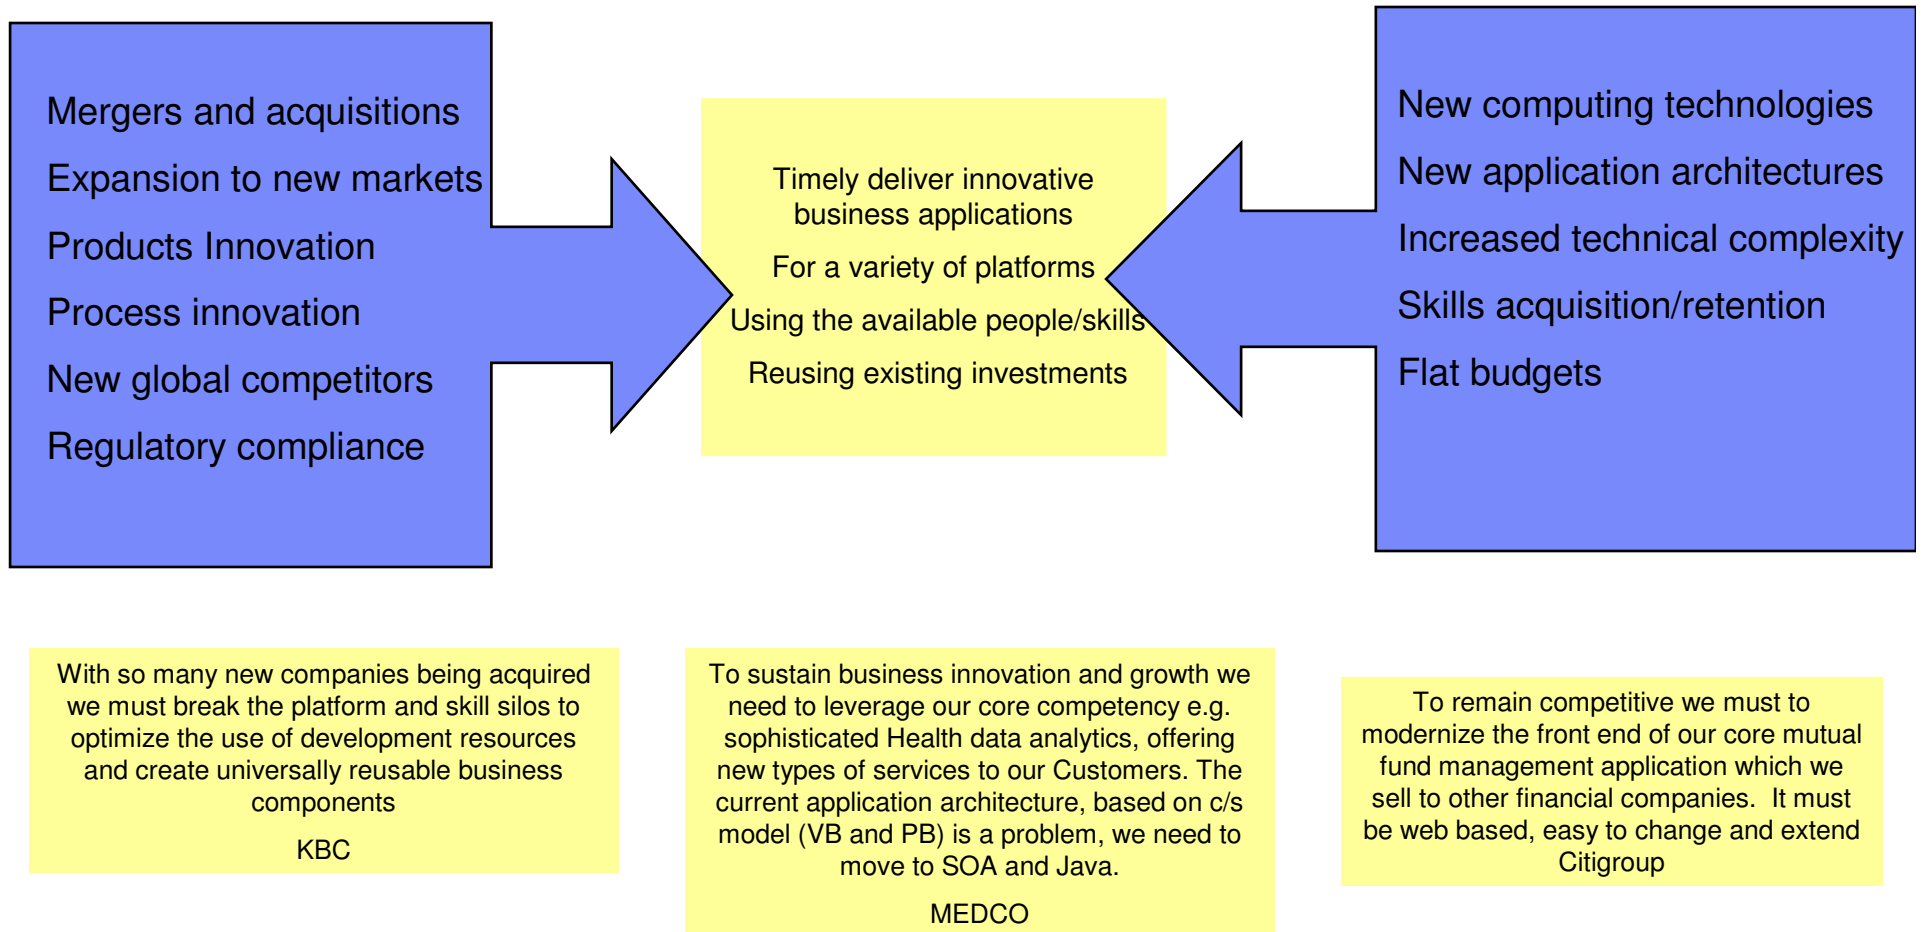 Mergers and acquisitions
Expansion to new markets
Products Innovation
Process innovation
New global competitors
Regulatory compliance
Timely deliver innovative
business applications
For a variety of platforms
Using the available people/skills
Reusing existing investments
New computing technologies
New application architectures
Increased technical complexity
Skills acquisition/retention
Flat budgets
With so many new companies being acquired
we must break the platform and skill silos to
optimize the use of development resources
and create universally reusable business
components
KBC
To sustain business innovation and growth we
need to leverage our core competency e.g.
sophisticated Health data analytics, offering
new types of services to our Customers. The
current application architecture, based on c/s
model (VB and PB) is a problem, we need to
move to SOA and Java.
MEDCO
To remain competitive we must to
modernize the front end of our core mutual
fund management application which we
sell to other financial companies.  It must
be web based, easy to change and extend
Citigroup